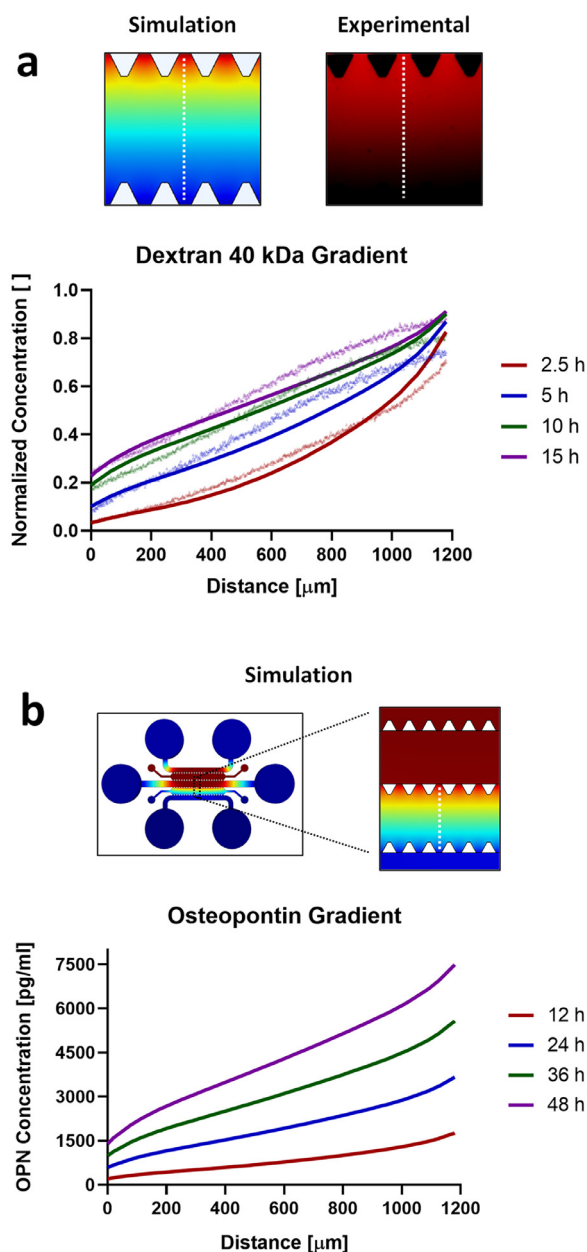 Simulation Experimental
a
Dextran 40 kDa Gradient
Normalized Concentration [ ]
1.0
0.8
0.6
0.4
0.2
0.0
0 200 400 600 800 1000 1200
Distance [μm]
2.5 h
5 h
10 h
15 h
Simulation
b
Osteopontin Gradient
OPN Concentration [pg/ml]
7500
6000
4500
3000
1500
0
0 200 400 600 800 1000 1200
Distance [μm]
12 h
24 h
36 h
48 h